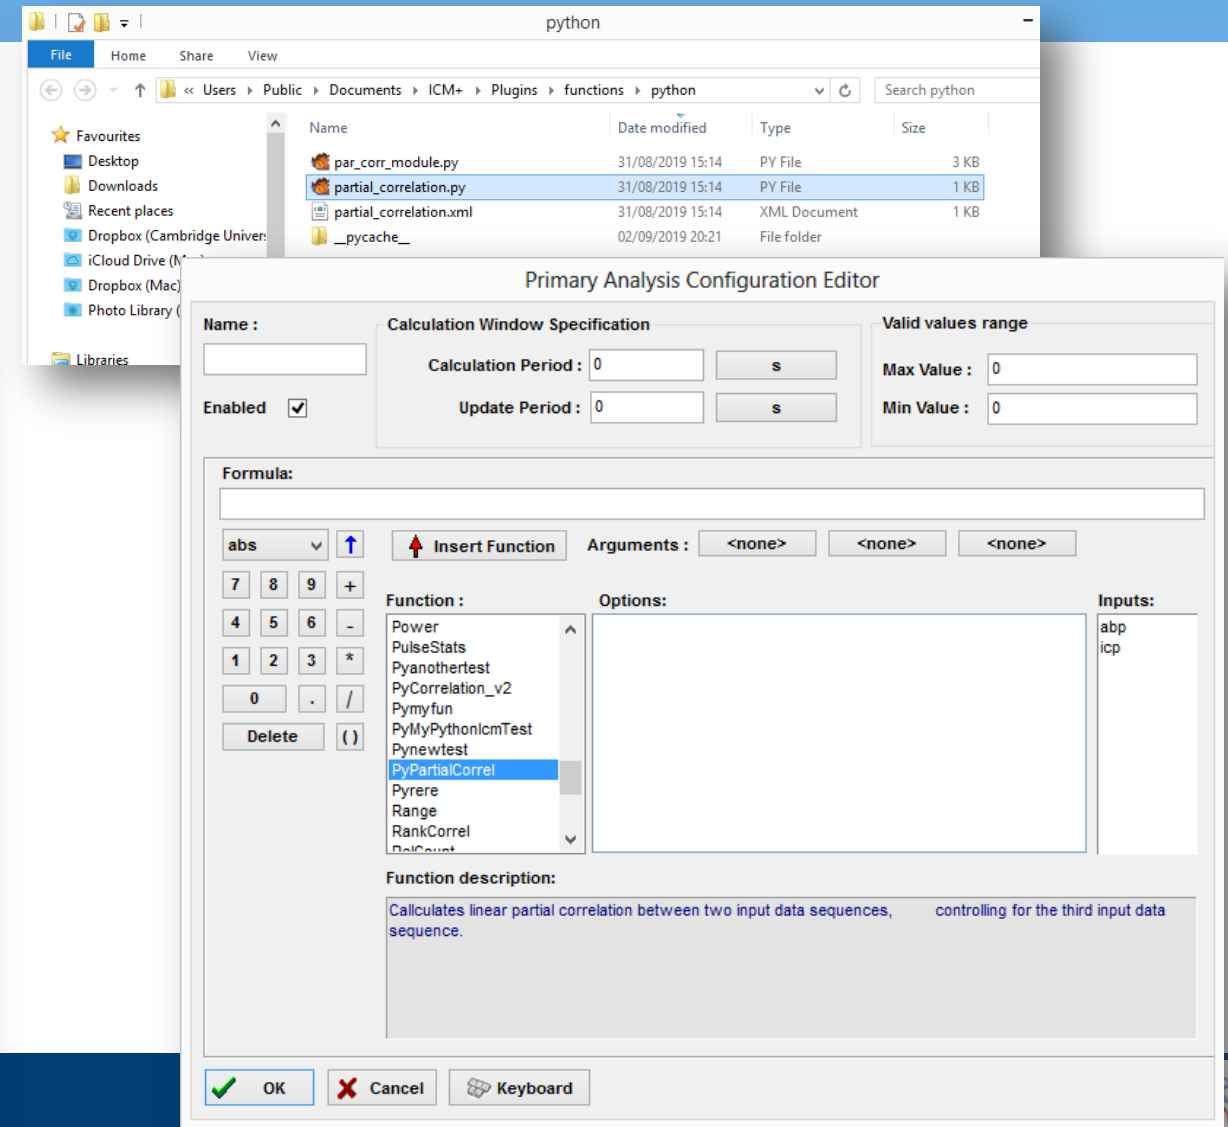 python
File Home Share View
« Users Public Documents ICM+ Plugins functions python Search python
Name Date modified Type Size
Favourites
Desktop
Downloads
Recent places
Dropbox (Cambridge Univer
iCloud Drive
Dropbox (Mac)
Photo Library (
Libraries
par_corr_module.py 31/08/2019 15:14 PY File 3 KB
partial_correlation.py 31/08/2019 15:14 PY File 1 KB
partial_correlation.xml 31/08/2019 15:14 XML Document 1 KB
__pycache__ 02/09/2019 20:21 File folder
Primary Analysis Configuration Editor
Name :
Enabled
Calculation Window Specification
Calculation Period : 0 s
Update Period : 0 s
Valid values range
Max Value : 0
Min Value : 0
Formula:
abs
Insert Function Arguments : <none> <none> <none>
7 8 9 +
4 5 6 -
1 2 3 *
0 . /
Delete ( )
Function :
Power
PulseStats
Pyanothertest
PyCorrelation_v2
Pymyfun
PyMyPythonIcmTest
Pynewtest
PyPartialCorrel
Pyrere
Range
RankCorrel
RelCount
Options:
Inputs:
abp
icp
Function description:
Callculates linear partial correlation between two input data sequences, controlling for the third input data
sequence.
OK Cancel Keyboard